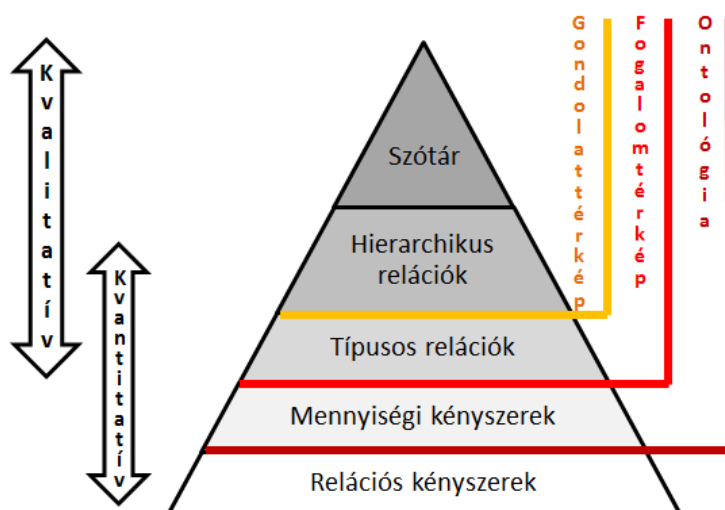 Kvalitatív
Kvantitatív
Gondolattérkép
Fogalomtérkép
Ontológia
Szótár
Hierarchikus
relációk
Típusos relációk
Mennyiségi kényszerek
Relációs kényszerek